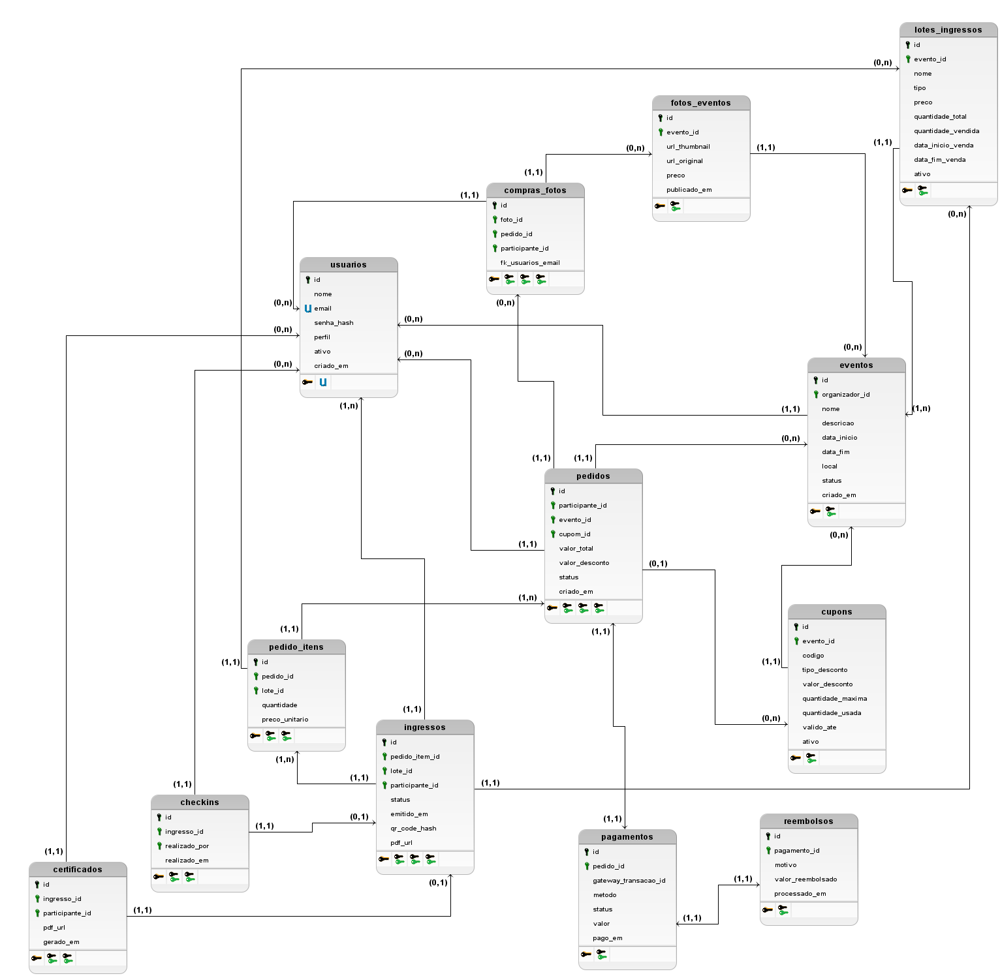 lotes_ingressos
id
evento_id
nome
tipo
preco
quantidade_total
quantidade_vendida
data_inicio_venda
data_fim_venda
ativo
(0,n)
(1,1)
(0,n)
fotos_eventos
id
evento_id
url_thumbnail
url_original
preco
publicado_em
(0,n)
(1,1)
(1,1)
compras_fotos
id
foto_id
pedido_id
participante_id
fk_usuarios_email
(1,1)
(0,n)
usuarios
id
nome
u email
senha_hash
perfil
ativo
criado_em
u
(0,n)
(0,n)
(0,n)
(0,n)
(0,n)
(1,n)
(0,n)
eventos
id
organizador_id
nome
descricao
data_inicio
data_fim
local
status
criado_em
(1,1)
(1,n)
(0,n)
(0,n)
(1,1)
(1,1)
pedidos
id
participante_id
evento_id
cupom_id
valor_total
valor_desconto
status
criado_em
(1,1)
(0,1)
(1,n)
(1,1)
cupons
id
evento_id
codigo
tipo_desconto
valor_desconto
quantidade_maxima
quantidade_usada
valido_ate
ativo
(1,1)
(0,n)
(1,1)
pedido_itens
id
pedido_id
lote_id
quantidade
preco_unitario
(1,1)
(1,n)
(1,1)
ingressos
id
pedido_item_id
lote_id
participante_id
status
emitido_em
qr_code_hash
pdf_url
(1,1)
(1,1)
(0,1)
(0,1)
(1,1)
checkins
id
ingresso_id
realizado_por
realizado_em
(1,1)
(1,1)
certificados
id
ingresso_id
participante_id
pdf_url
gerado_em
(1,1)
(1,1)
pagamentos
id
pedido_id
gateway_transacao_id
metodo
status
valor
pago_em
(1,1)
(1,1)
reembolsos
id
pagamento_id
motivo
valor_reembolsado
processado_em